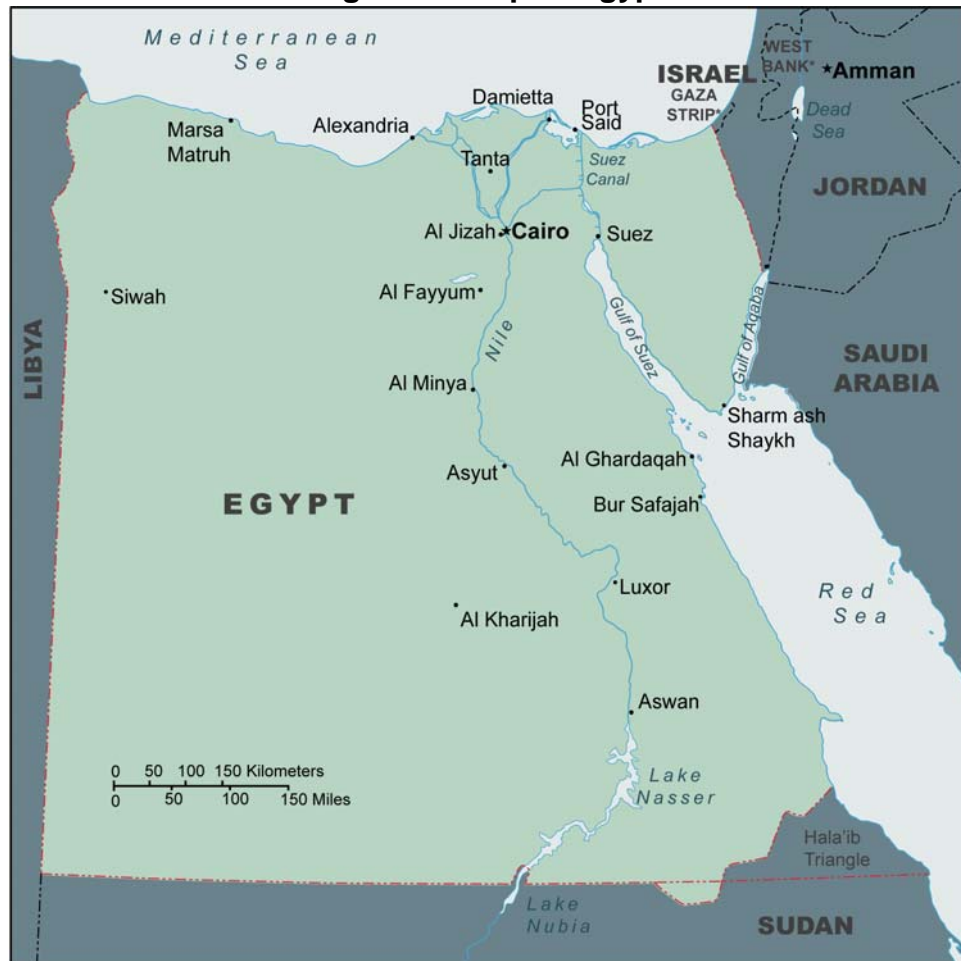 Mediterranean
Sea
WEST
BANK*
Amman
ISRAEL
GAZA
STRIP*
Dead
Sea
Damietta
Port
Said
Marsa
Matruh
Alexandria
Tanta
Suez
Canal
JORDAN
Al Jizah
Cairo
Suez
Siwah
Al Fayyum
Nile
Gulf of Suez
Gulf of Aqaba
LIBYA
SAUDI
ARABIA
Al Minya
Sharm ash
Shaykh
Asyut
Al Ghardaqah
EGYPT
Bur Safajah
Luxor
Red
Sea
Al Kharijah
Aswan
0 50 100 150 Kilometers
0 50 100 150 Miles
Lake
Nasser
Hala'ib
Triangle
Lake
Nubia
SUDAN